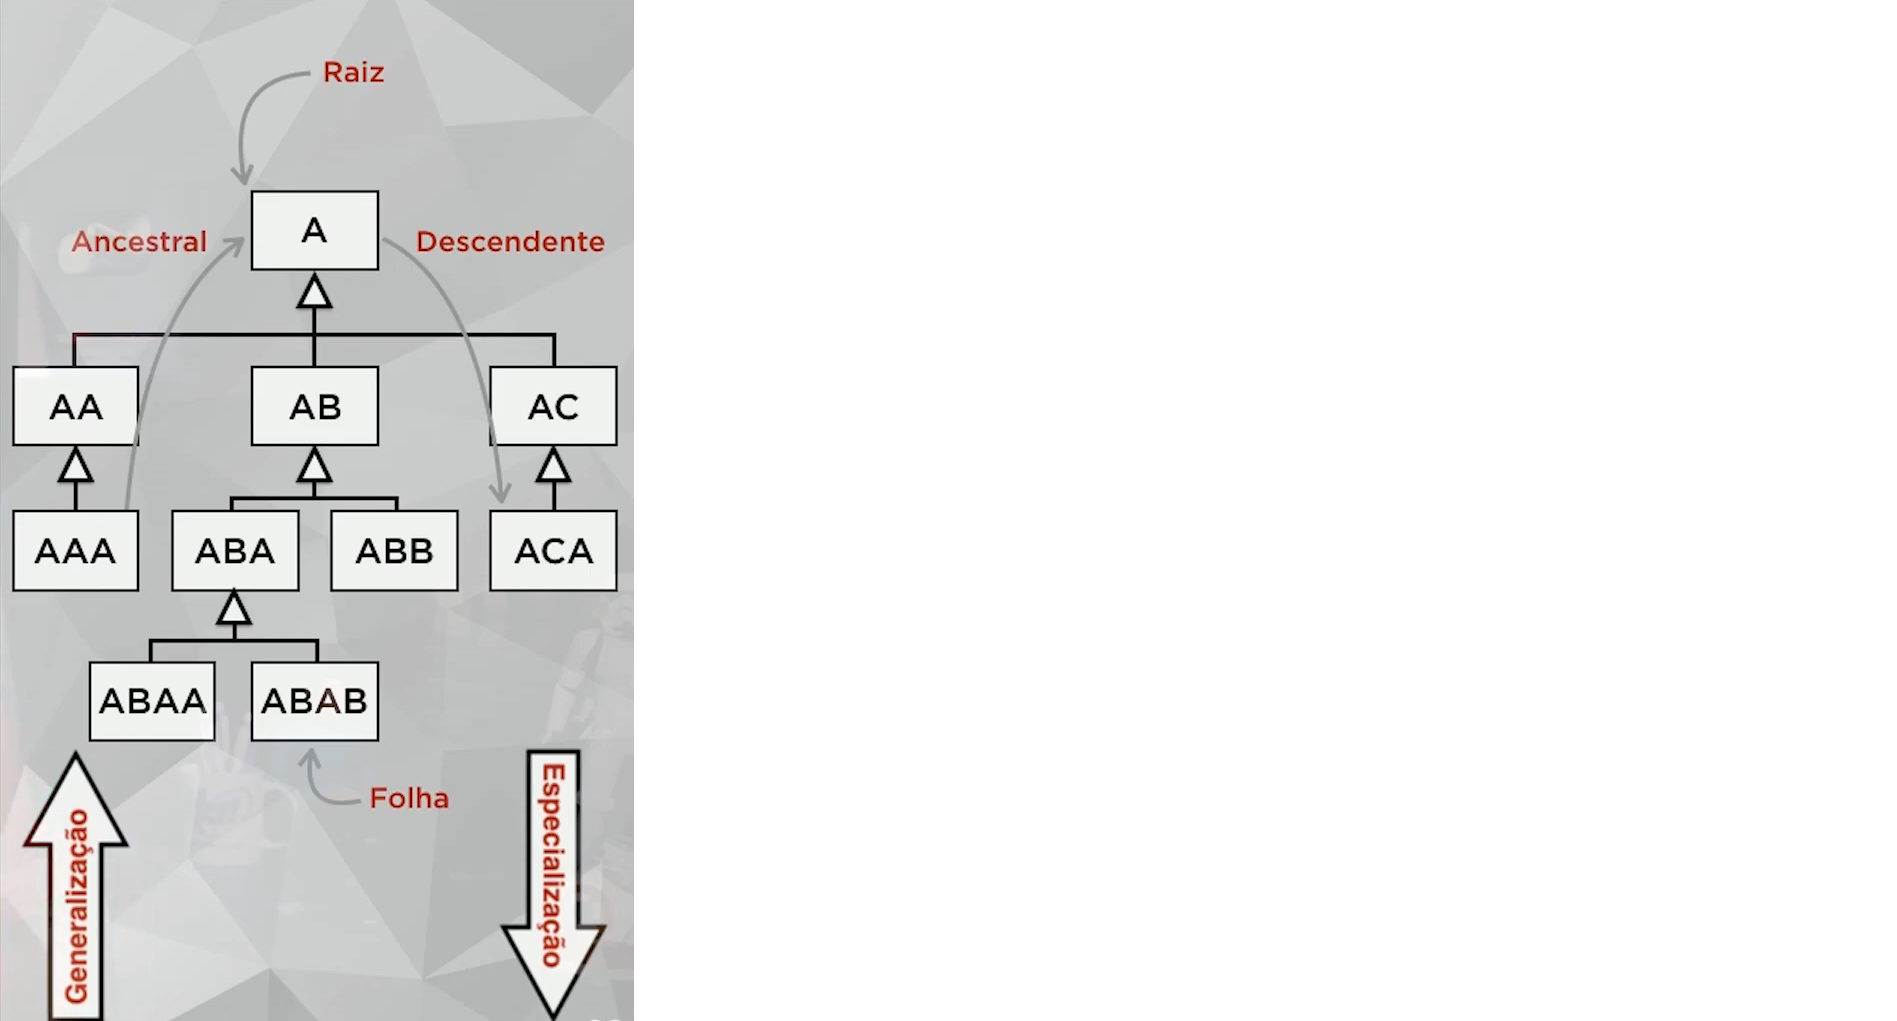 Raiz
A
Ancestral
Descendente
AA
AB
AC
AAA
ABA
ABB
ACA
ABAA
ABAB
Folha
Generalização
Especialização